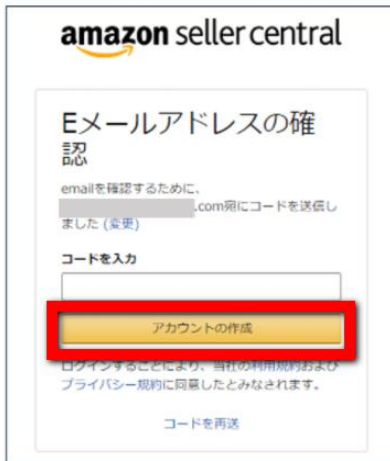 amazon seller central
Eメールアドレスの確
認
emailを確認するために、
.com宛にコードを送信し
ました (変更)
コードを入力
アカウントの作成
ログインすることにより、当社の利用規約および
プライバシー規約に同意したとみなされます。
コードを再送